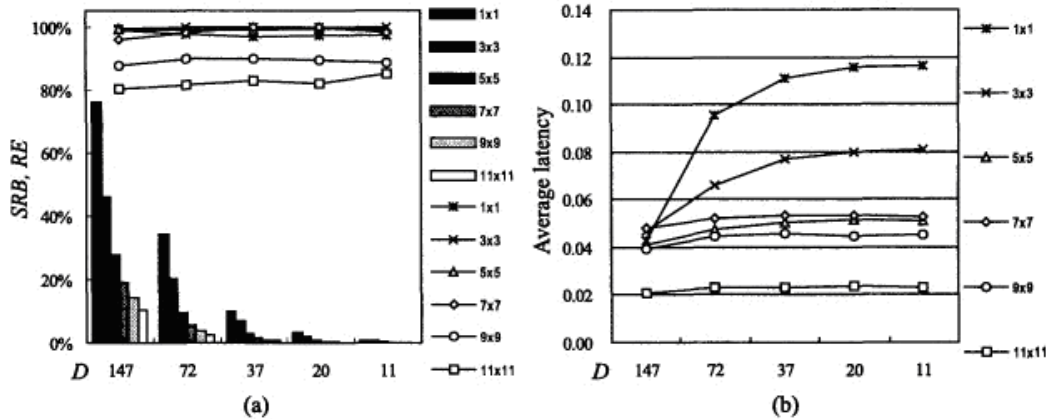 100%
80%
60%
40%
20%
0%
SRB, RE
D 147 72 37 20 11
(a)
1x1
3x3
5x5
7x7
9x9
11x11
1x1
3x3
5x5
7x7
9x9
11x11
0.14
0.12
0.10
0.08
0.06
0.04
0.02
0.00
Average latency
D 147 72 37 20 11
(b)
1x1
3x3
5x5
7x7
9x9
11x11